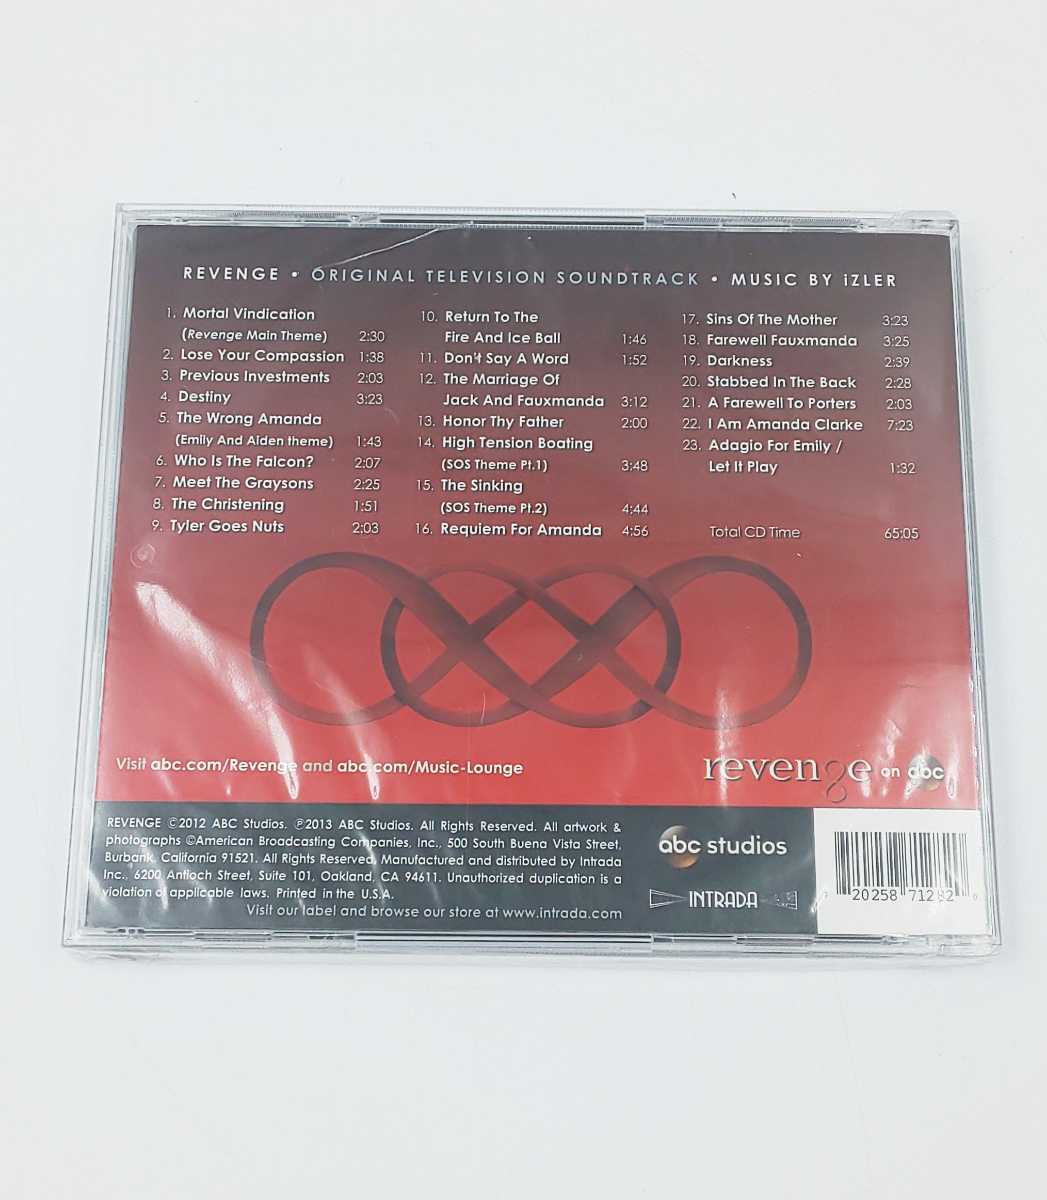 REVENGE • ORIGINAL TELEVISION SOUNDTRACK • MUSIC BY iZLER
1. Mortal Vindication
(Revenge Main Theme) 2:30
2. Lose Your Compassion 1:38
3. Previous Investments 2:03
4. Destiny 3:23
5. The Wrong Amanda
(Emily And Aiden theme) 1:43
6. Who Is The Falcon? 2:07
7. Meet The Graysons 2:25
8. The Christening 1:51
9. Tyler Goes Nuts 2:03
10. Return To The
Fire And Ice Ball 1:46
11. Don't Say A Word 1:52
12. The Marriage Of
Jack And Fauxmanda 3:12
13. Honor Thy Father 2:00
14. High Tension Boating
(SOS Theme Pt.1) 3:48
15. The Sinking
(SOS Theme Pt.2) 4:44
16. Requiem For Amanda 4:56
17. Sins Of The Mother 3:23
18. Farewell Fauxmanda 3:25
19. Darkness 2:39
20. Stabbed In The Back 2:28
21. A Farewell To Porters 2:03
22. I Am Amanda Clarke 7:23
23. Adagio For Emily /
Let It Play 1:32
Total CD Time 65:05
Visit abc.com/Revenge and abc.com/Music-Lounge
revenge on abc
REVENGE ©2012 ABC Studios. ℗2013 ABC Studios. All Rights Reserved. All artwork &
photographs ©American Broadcasting Companies, Inc., 500 South Buena Vista Street,
Burbank, California 91521. All Rights Reserved. Manufactured and distributed by Intrada
Inc., 6200 Antioch Street, Suite 101, Oakland, CA 94611. Unauthorized duplication is a
violation of applicable laws. Printed in the U.S.A.
Visit our label and browse our store at www.intrada.com
abc studios
INTRADA
7 20258 71282 0